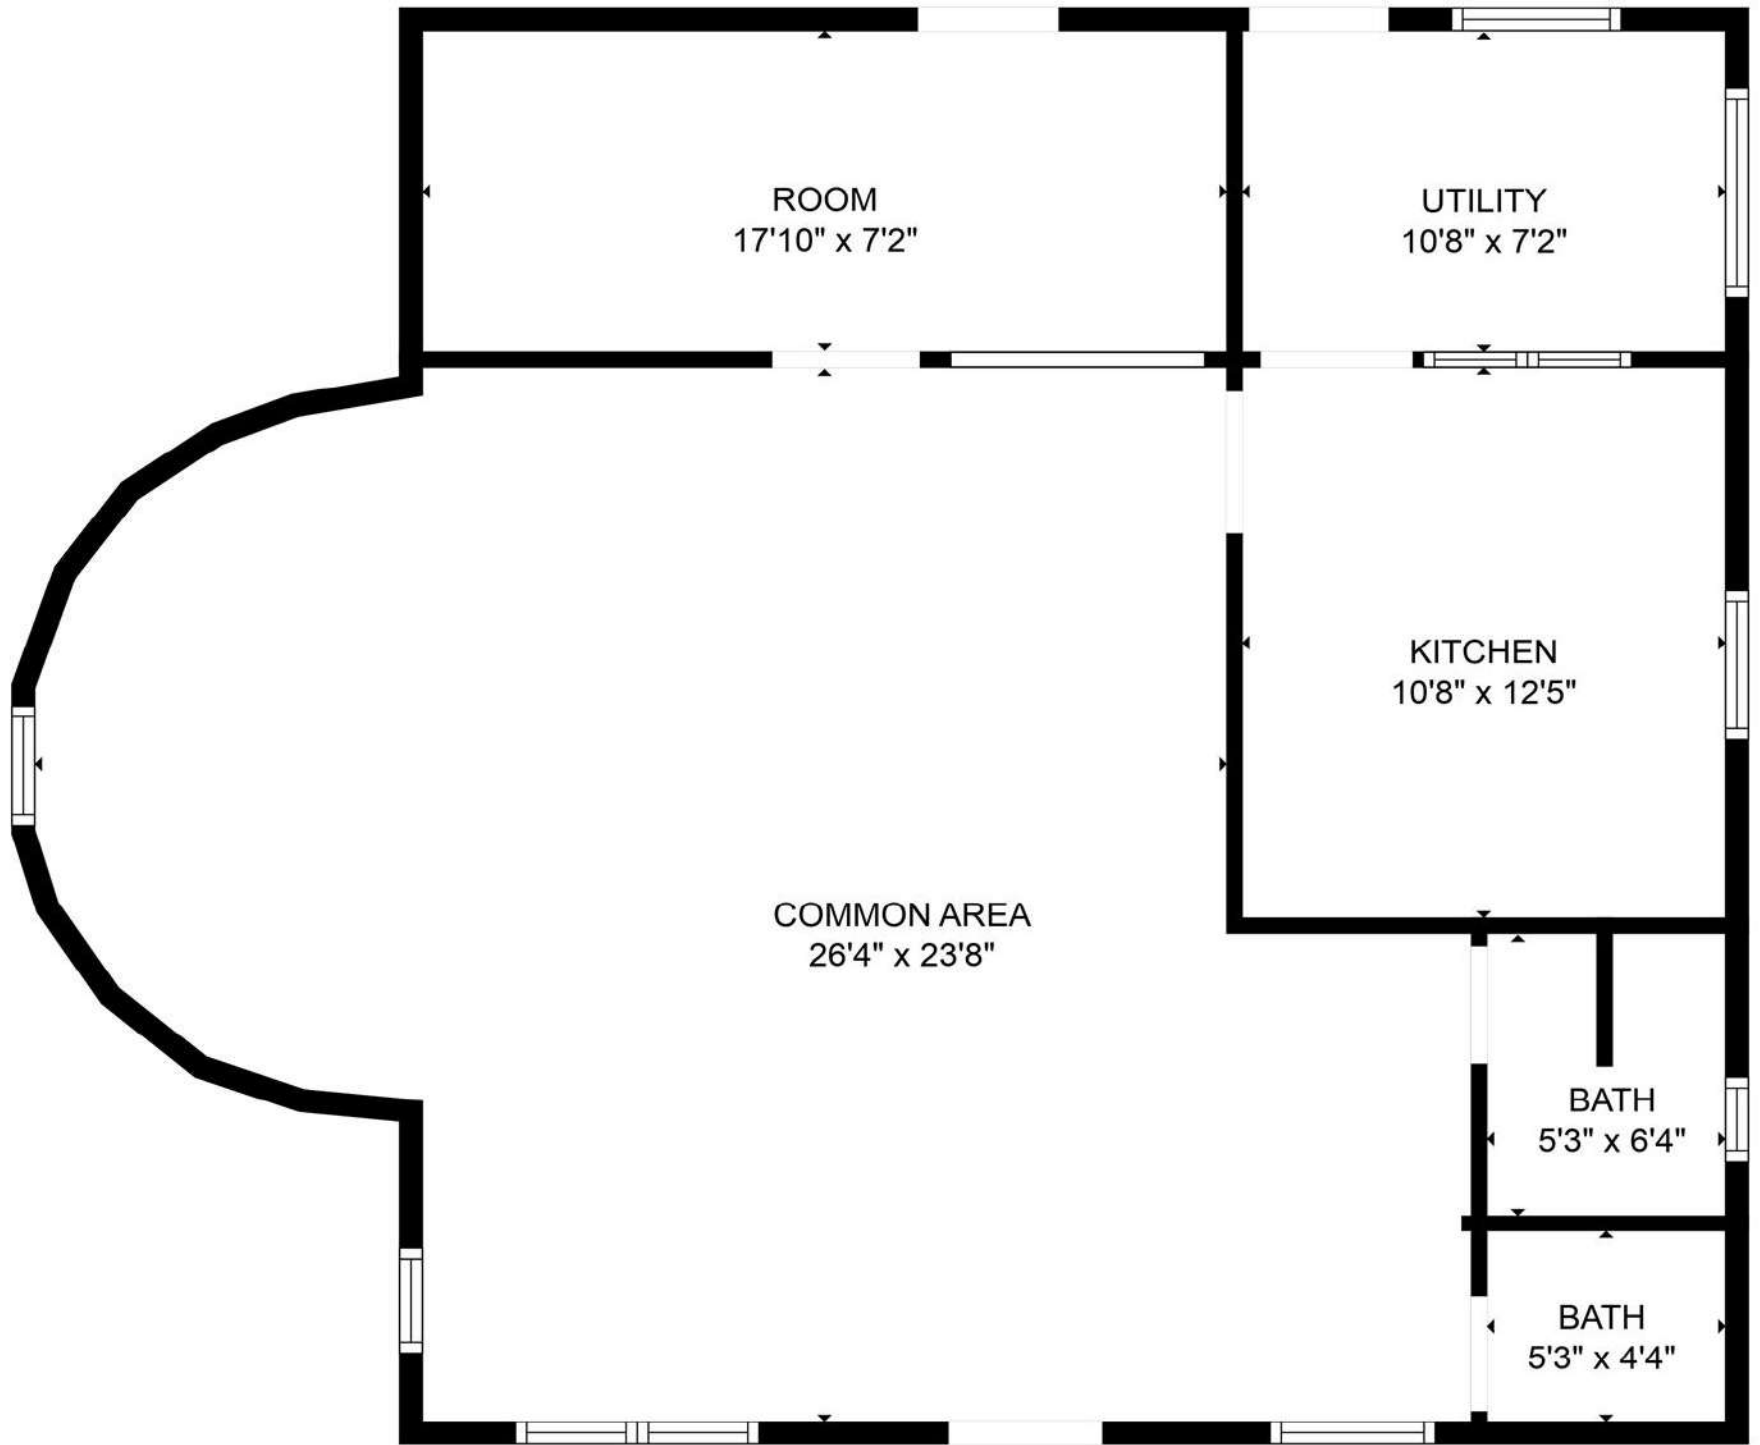 ROOM
17'10" x 7'2"
UTILITY
10'8" x 7'2"
KITCHEN
10'8" x 12'5"
COMMON AREA
26'4" x 23'8"
BATH
5'3" x 6'4"
BATH
5'3" x 4'4"